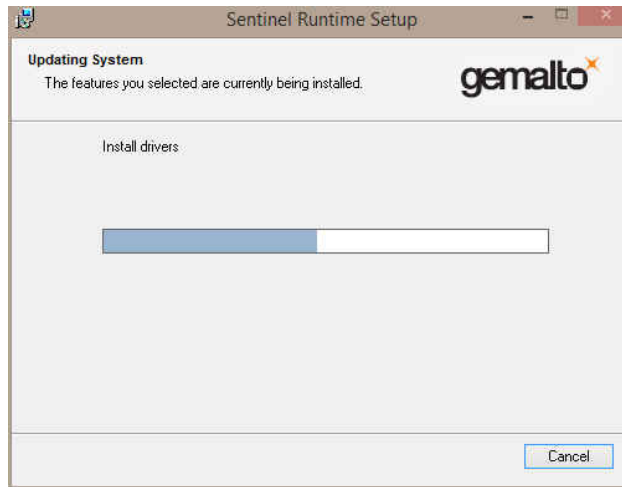 Sentinel Runtime Setup
Updating System
The features you selected are currently being installed.
gemalto
Install drivers
Cancel